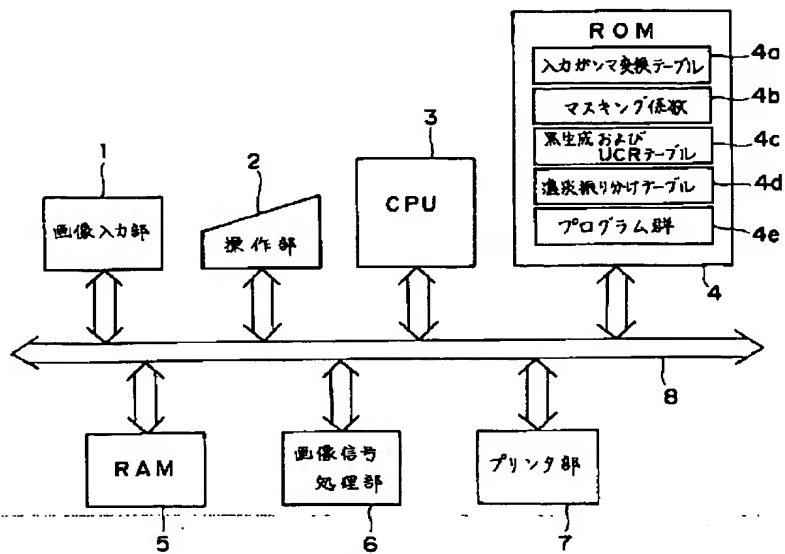 ROM
入力ガンマ変換テーブル
4a
マスキング係数
4b
黒生成および
UCRテーブル
4c
濃淡振り分けテーブル
4d
プログラム群
4e
4
1
画像入力部
2
操作部
3
CPU
8
RAM
5
画像信号
処理部
6
プリンタ部
7